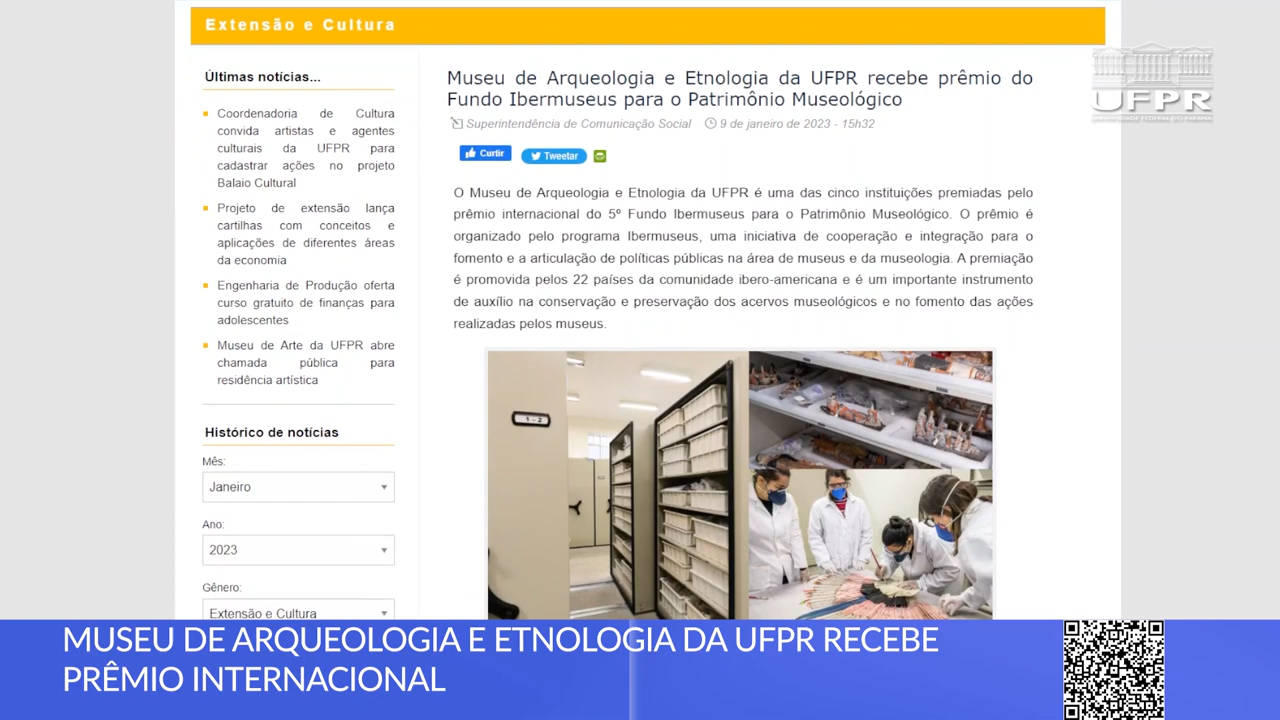 Extensão e Cultura
Últimas notícias...
Coordenadoria de Cultura
convida artistas e agentes
culturais da UFPR para
cadastrar ações no projeto
Balaio Cultural
Projeto de extensão lança
cartilhas com conceitos e
aplicações de diferentes áreas
da economia
Engenharia de Produção oferta
curso gratuito de finanças para
adolescentes
Museu de Arte da UFPR abre
chamada pública para
residência artística
Histórico de notícias
Mês:
Janeiro
Ano:
2023
Gênero:
Extensão e Cultura
Museu de Arqueologia e Etnologia da UFPR recebe prêmio do
Fundo Ibermuseus para o Patrimônio Museológico
Superintendência de Comunicação Social 9 de janeiro de 2023 - 15h32
Curtir Tweetar
O Museu de Arqueologia e Etnologia da UFPR é uma das cinco instituições premiadas pelo
prêmio internacional do 5º Fundo Ibermuseus para o Patrimônio Museológico. O prêmio é
organizado pelo programa Ibermuseus, uma iniciativa de cooperação e integração para o
fomento e a articulação de políticas públicas na área de museus e da museologia. A premiação
é promovida pelos 22 países da comunidade ibero-americana e é um importante instrumento
de auxílio na conservação e preservação dos acervos museológicos e no fomento das ações
realizadas pelos museus.
1 - 2
UFPR
UNIVERSIDADE FEDERAL DO PARANÁ
MUSEU DE ARQUEOLOGIA E ETNOLOGIA DA UFPR RECEBE
PRÊMIO INTERNACIONAL